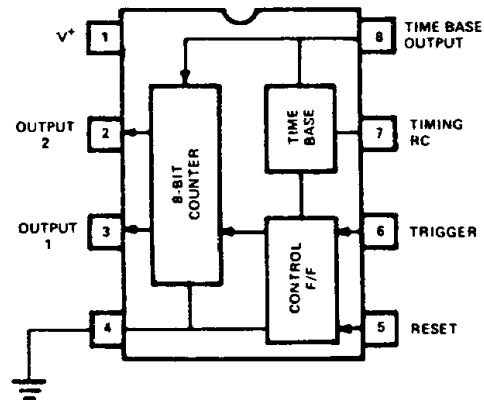 V+
1
8
TIME BASE
OUTPUT
OUTPUT
2
2
8-BIT
COUNTER
TIME
BASE
7
TIMING
RC
OUTPUT
1
3
CONTROL
F/F
6
TRIGGER
4
5
RESET